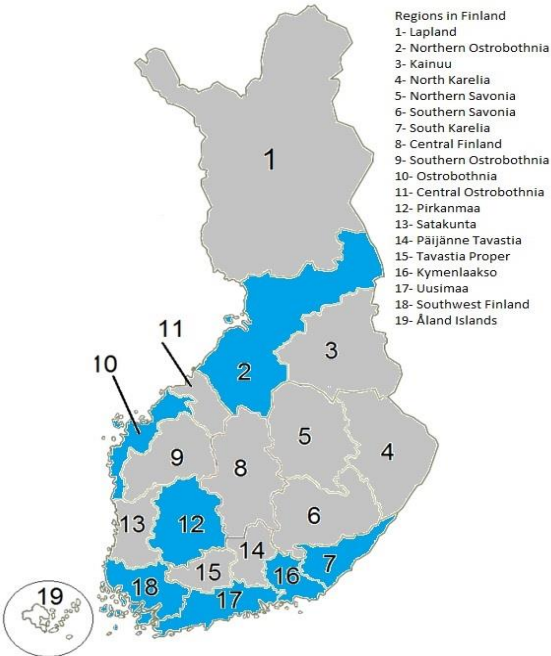 Regions in Finland
1- Lapland
2- Northern Ostrobothnia
3- Kainuu
4- North Karelia
5- Northern Savonia
6- Southern Savonia
7- South Karelia
8- Central Finland
9- Southern Ostrobothnia
10- Ostrobothnia
11- Central Ostrobothnia
12- Pirkanmaa
13- Satakunta
14- Päijänne Tavastia
15- Tavastia Proper
16- Kymenlaakso
17- Uusimaa
18- Southwest Finland
19- Åland Islands
1
11
3
10
2
5
4
9
8
13
12
6
14
7
15
16
18
19
17